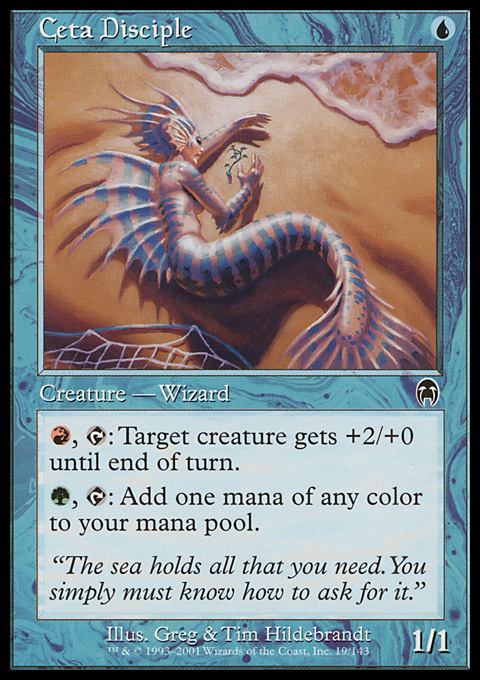 Ceta Disciple
Creature — Wizard
, : Target creature gets +2/+0
until end of turn.
, : Add one mana of any color
to your mana pool.
“The sea holds all that you need. You
simply must know how to ask for it.”
Illus. Greg & Tim Hildebrandt
1/1
™ & © 1993–2001 Wizards of the Coast, Inc. 19/143